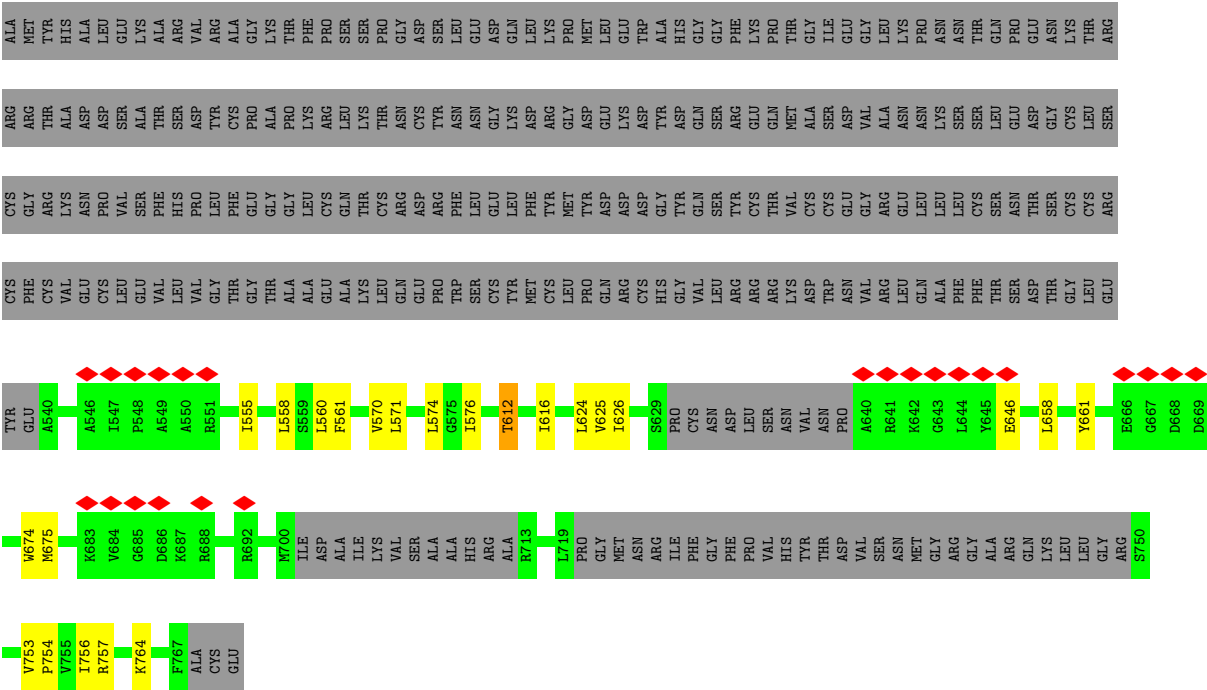 ALA MET TYR HIS ALA LEU GLU LYS ALA ARG VAL ARG ALA GLY LYS THR PHE PRO SER SER PRO GLY ASP SER LEU GLU ASP GLN LEU LYS PRO MET LEU GLU TRP ALA HIS GLY GLY PHE LYS PRO THR GLY ILE GLU GLY LEU LYS PRO ASN ASN THR GLN PRO GLU ASN LYS THR ARG
ARG ARG THR ALA ASP ASP SER ALA THR SER ASP TYR CYS PRO ALA PRO LYS ARG LEU LYS THR ASN CYS TYR ASN ASN GLY LYS ASP ARG GLY ASP GLU LYS ASP TYR ASP GLN SER ARG GLU GLN MET ALA SER ASP VAL ALA ASN ASN LYS SER SER LEU GLU ASP GLY CYS LEU SER
CYS GLY ARG LYS ASN PRO VAL SER PHE HIS PRO LEU PHE GLU GLY GLY LEU CYS GLN THR CYS ARG ASP ARG PHE LEU GLU LEU PHE TYR MET TYR ASP ASP ASP GLY TYR GLN SER TYR CYS THR VAL CYS CYS GLU GLY ARG GLU LEU LEU LEU CYS SER ASN THR SER CYS CYS ARG
CYS PHE CYS VAL GLU CYS LEU GLU VAL LEU VAL GLY THR GLY THR ALA ALA GLU ALA LYS LEU GLN GLU PRO TRP SER CYS TYR MET CYS LEU PRO GLN ARG CYS HIS GLY VAL LEU ARG ARG ARG LYS ASP TRP ASN VAL ARG LEU GLN ALA PHE PHE THR SER ASP THR GLY LEU GLU
TYR GLU A540 A546 I547 P548 A549 A550 R551 I555 L558 S559 L560 F561 V570 L571 L574 G575 I576 T612 I616 L624 V625 I626 S629 PRO CYS ASN ASP LEU SER ASN VAL ASN PRO A640 R641 K642 G643 L644 Y645 E646 L658 Y661 E666 G667 D668 D669
W674 M675 K683 V684 G685 D686 K687 R688 R692 M700 ILE ASP ALA ILE LYS VAL SER ALA ALA HIS ARG ALA R713 L719 PRO GLY MET ASN ARG ILE PHE GLY PHE PRO VAL HIS TYR THR ASP VAL SER ASN MET GLY ARG GLY ALA ARG GLN LYS LEU LEU GLY ARG S750
V753 P754 V755 I756 R757 K764 F767 ALA CYS GLU